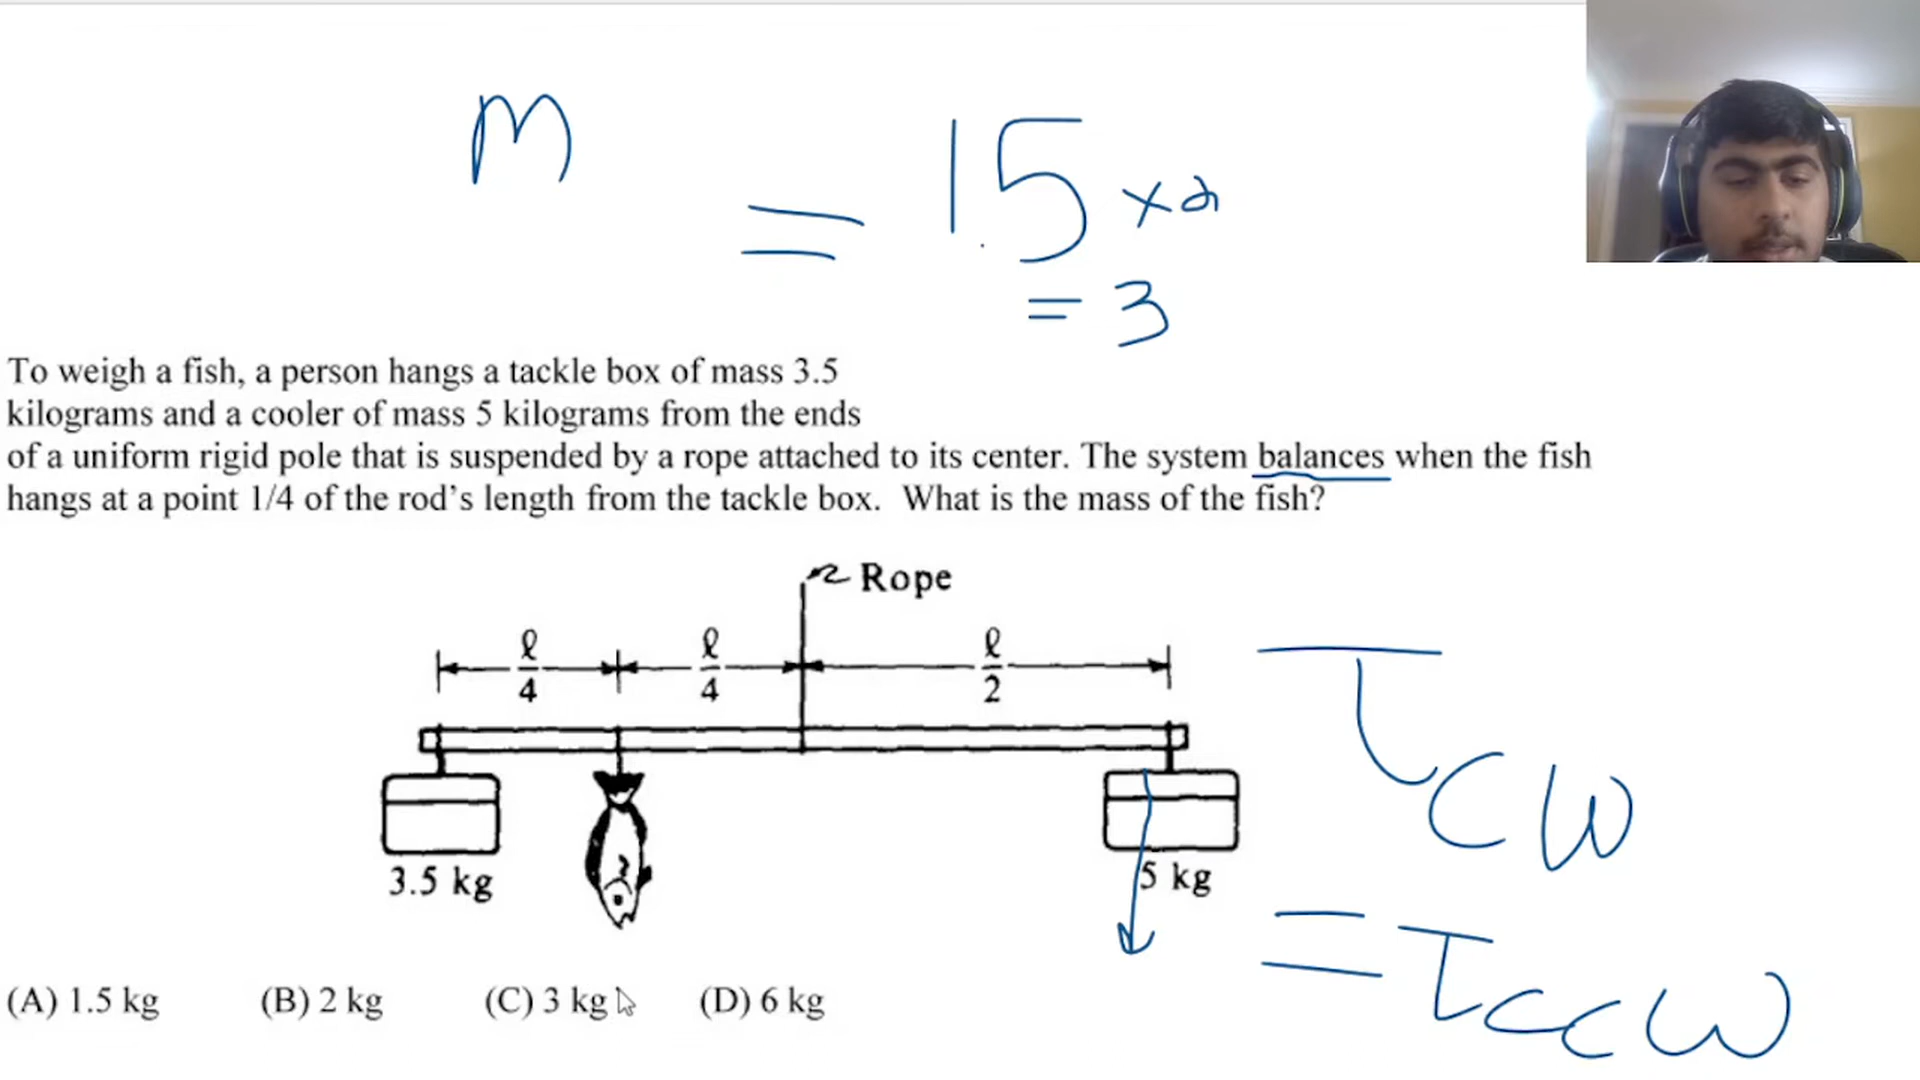 m
= 1.5 x2
= 3
To weigh a fish, a person hangs a tackle box of mass 3.5
kilograms and a cooler of mass 5 kilograms from the ends
of a uniform rigid pole that is suspended by a rope attached to its center. The system balances when the fish
hangs at a point 1/4 of the rod's length from the tackle box. What is the mass of the fish?
Rope
ℓ/4 ℓ/4 ℓ/2
τCW
= τCCW
3.5 kg 5 kg
(A) 1.5 kg (B) 2 kg (C) 3 kg (D) 6 kg